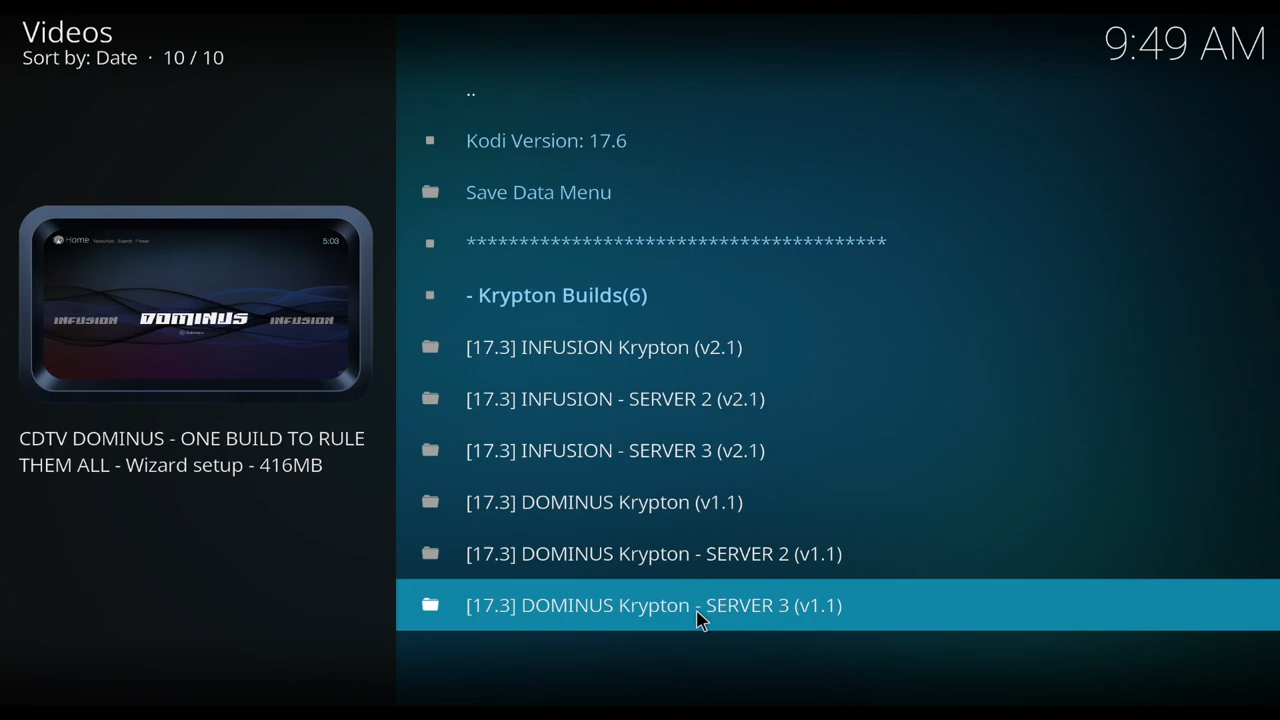 Videos
Sort by: Date · 10 / 10
9:49 AM
..
Kodi Version: 17.6
Save Data Menu
****************************************
- Krypton Builds(6)
[17.3] INFUSION Krypton (v2.1)
[17.3] INFUSION - SERVER 2 (v2.1)
[17.3] INFUSION - SERVER 3 (v2.1)
[17.3] DOMINUS Krypton (v1.1)
[17.3] DOMINUS Krypton - SERVER 2 (v1.1)
[17.3] DOMINUS Krypton - SERVER 3 (v1.1)
Home
5:03
INFUSION DOMINUS INFUSION
CDTV DOMINUS - ONE BUILD TO RULE
THEM ALL - Wizard setup - 416MB